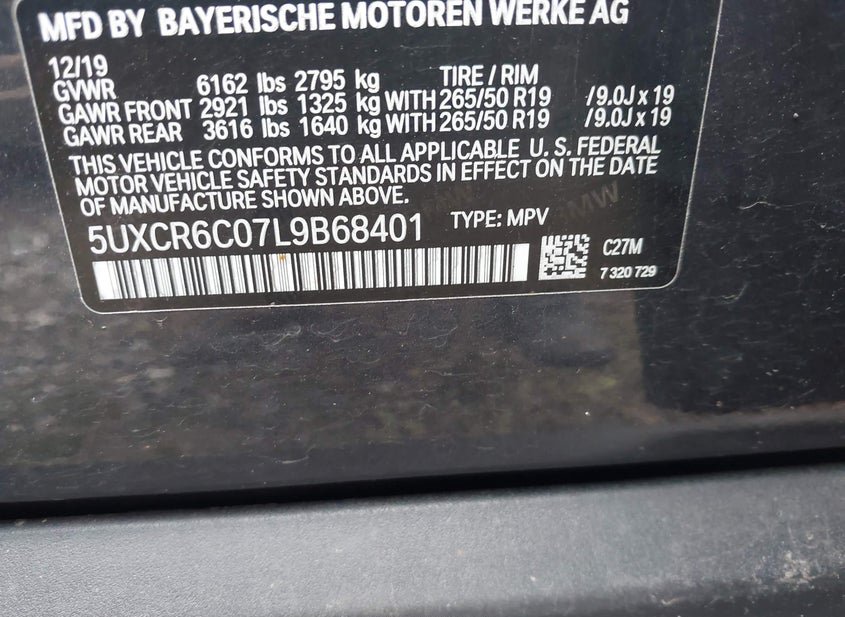 MFD BY BAYERISCHE MOTOREN WERKE AG
12/19 TIRE / RIM
GVWR 6162 lbs 2795 kg
GAWR FRONT 2921 lbs 1325 kg WITH 265/50 R19 /9.0J x 19
GAWR REAR 3616 lbs 1640 kg WITH 265/50 R19 /9.0J x 19
THIS VEHICLE CONFORMS TO ALL APPLICABLE U. S. FEDERAL
MOTOR VEHICLE SAFETY STANDARDS IN EFFECT ON THE DATE
OF MANUFACTURE SHOWN ABOVE.
5UXCR6C07L9B68401 TYPE: MPV
C27M
7 320 729
BMW